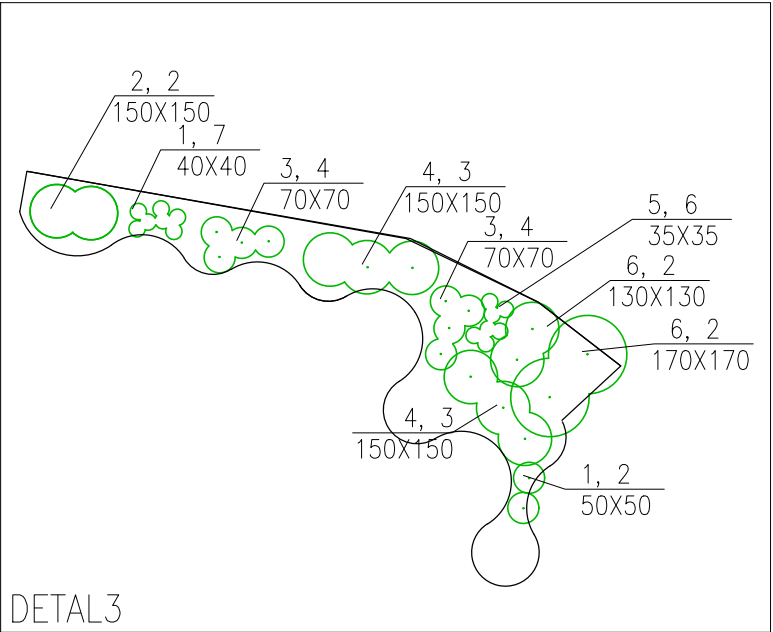 2, 2
150X150
1, 7
40X40
3, 4
70X70
4, 3
150X150
3, 4
70X70
5, 6
35X35
6, 2
130X130
6, 2
170X170
4, 3
150X150
1, 2
50X50
DETAL3